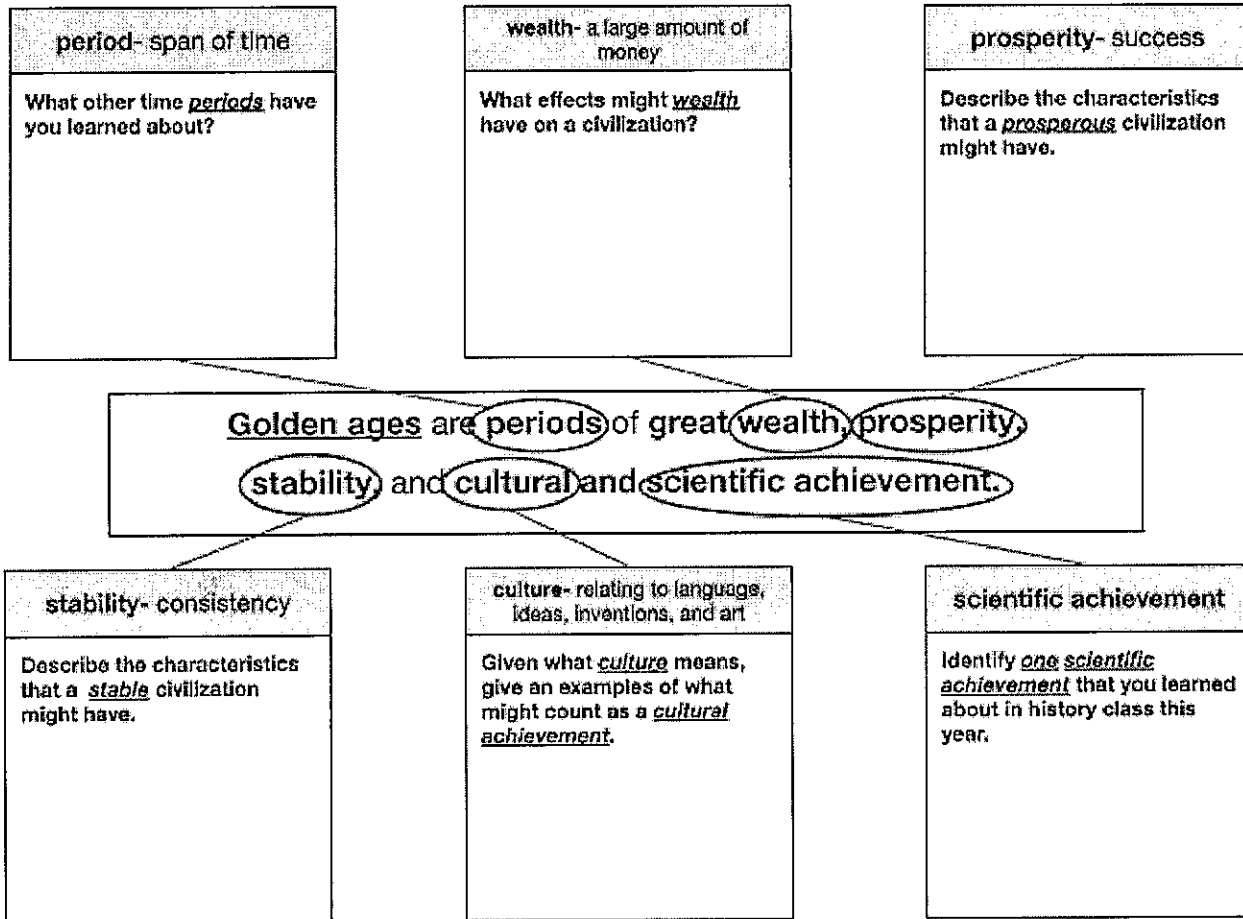 period- span of time
What other time periods have
you learned about?
wealth- a large amount of
money
What effects might wealth
have on a civilization?
prosperity- success
Describe the characteristics
that a prosperous civilization
might have.
Golden ages are periods of great wealth, prosperity,
stability, and cultural and scientific achievement.
stability- consistency
Describe the characteristics
that a stable civilization
might have.
culture- relating to language,
ideas, inventions, and art
Given what culture means,
give an examples of what
might count as a cultural
achievement.
scientific achievement
Identify one scientific
achievement that you learned
about in history class this
year.